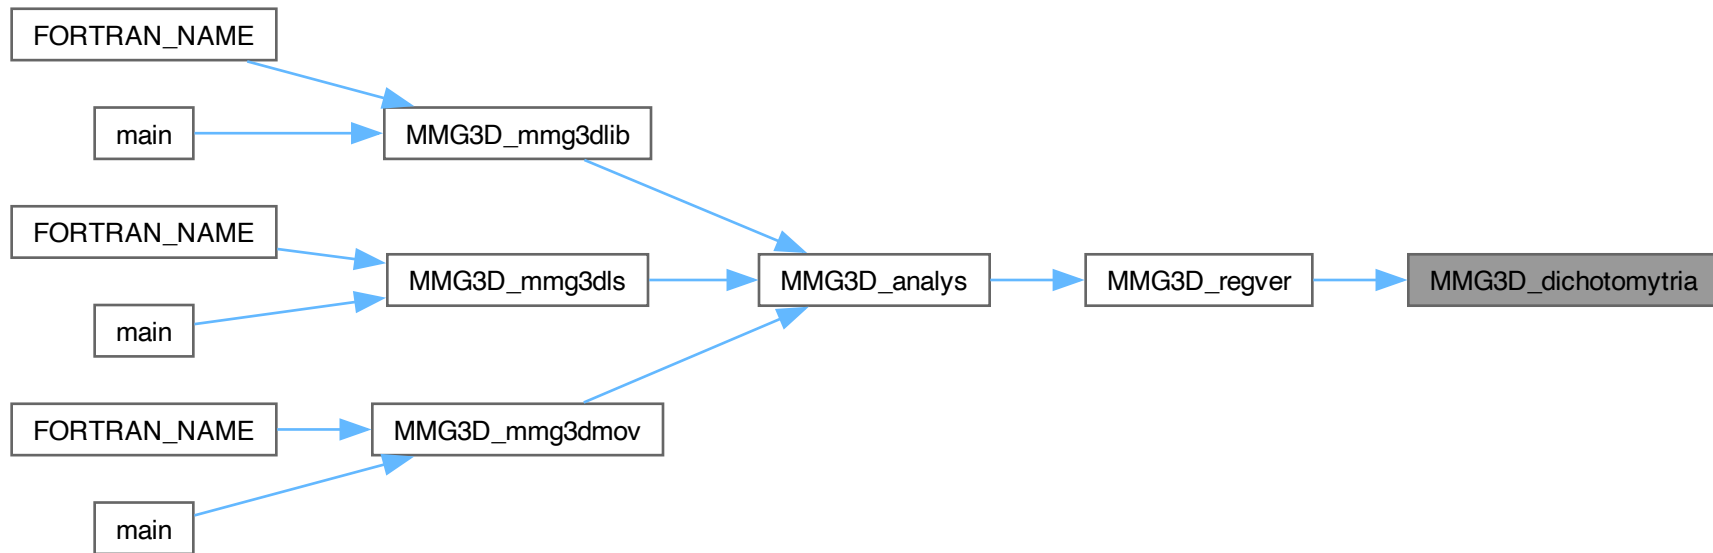 FORTRAN_NAME
main
MMG3D_mmg3dlib
FORTRAN_NAME
main
MMG3D_mmg3dls
MMG3D_analys
MMG3D_regver
MMG3D_dichotomytria
FORTRAN_NAME
main
MMG3D_mmg3dmov